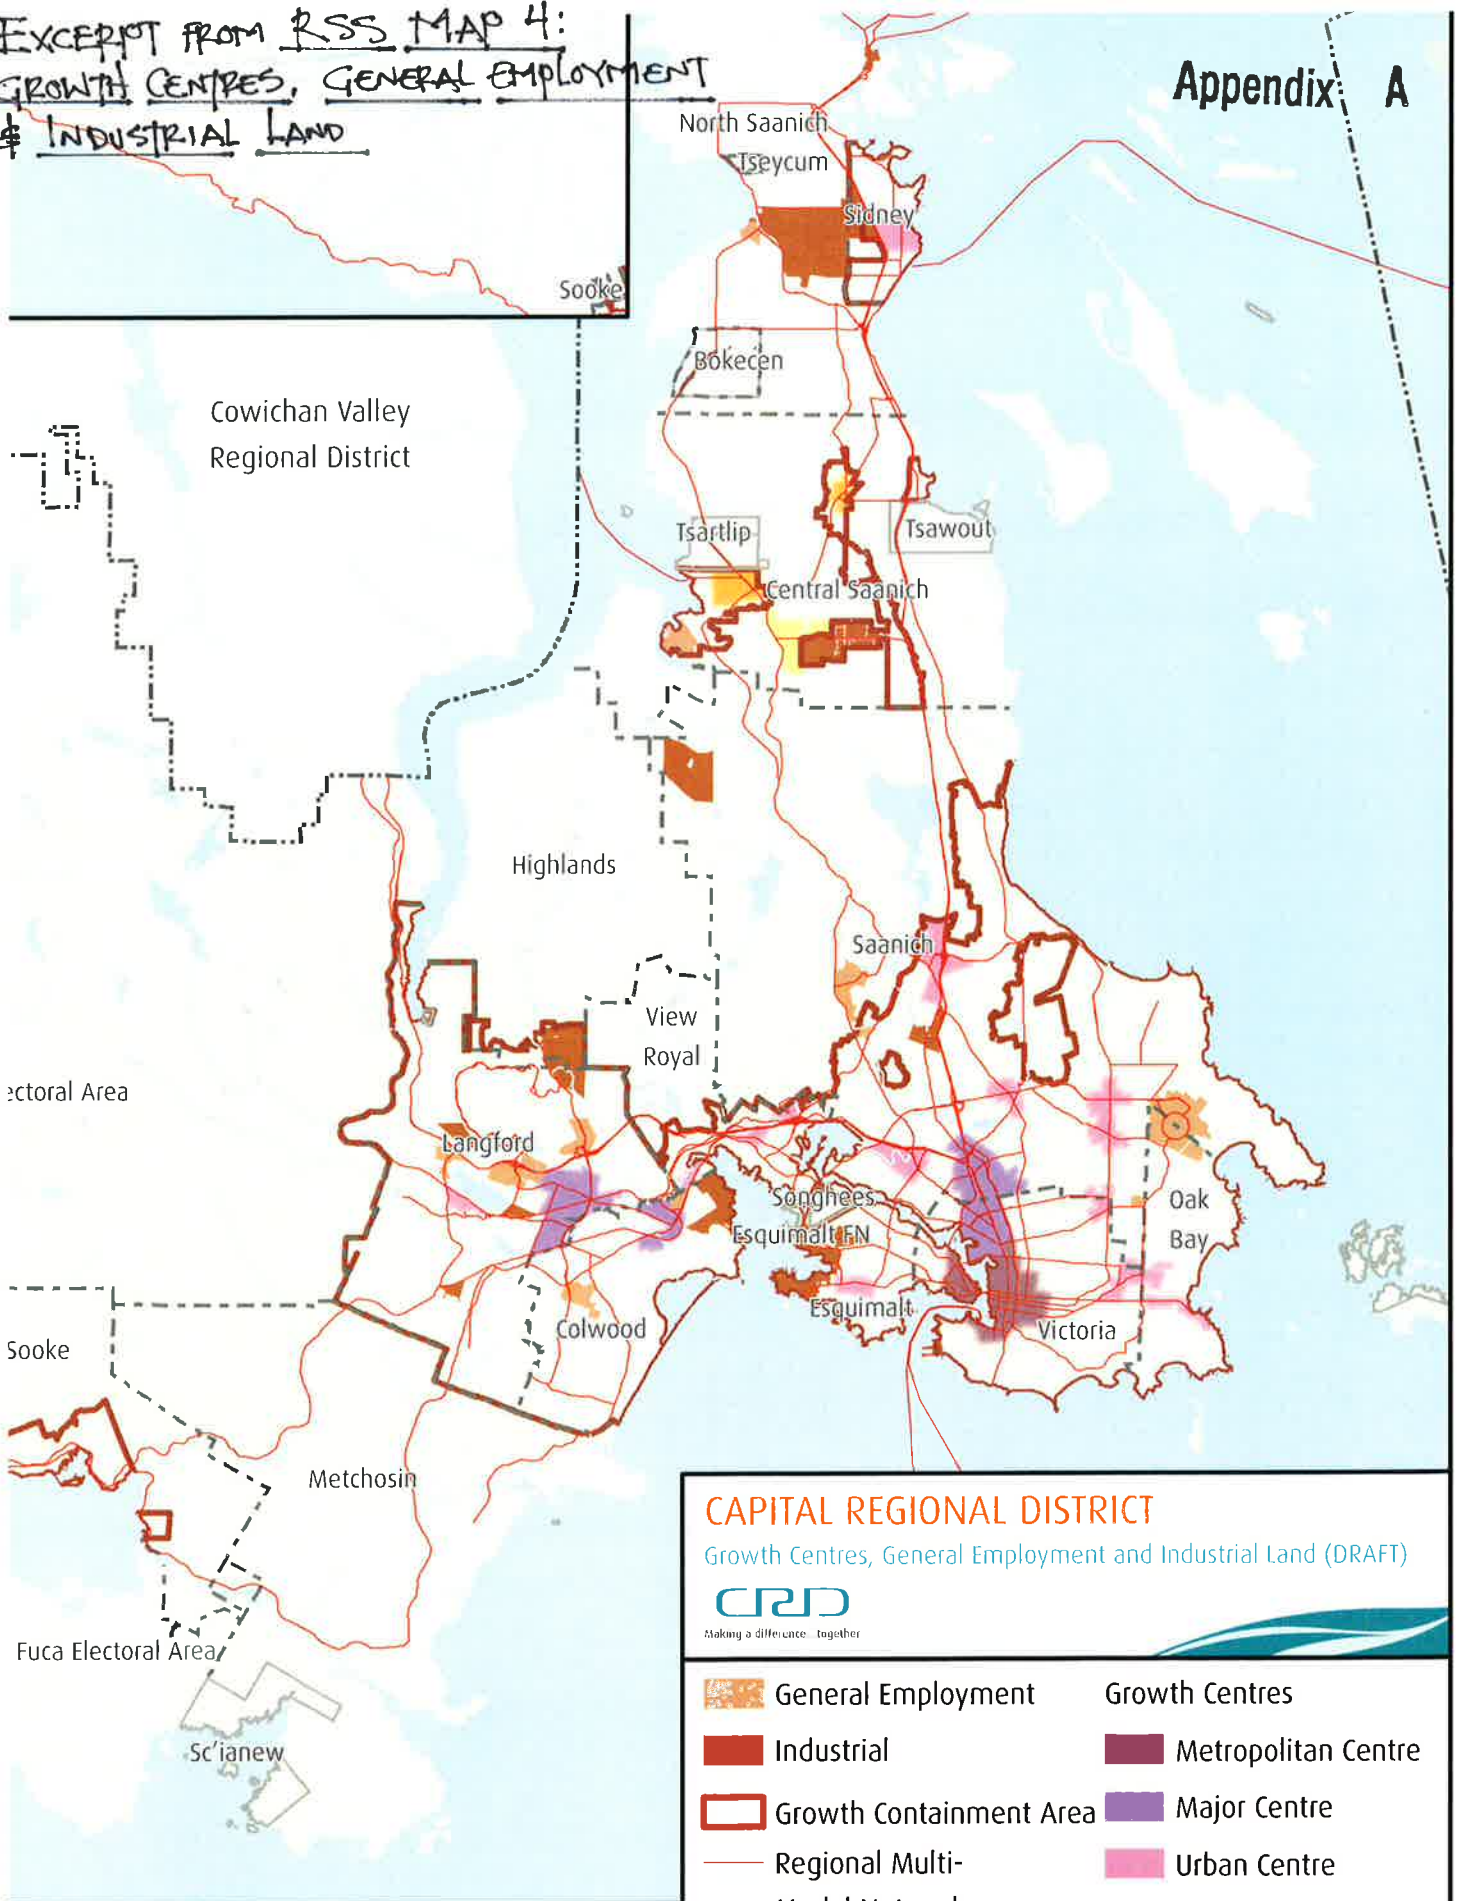 EXCERPT FROM RSS MAP 4:
GROWTH CENTRES, GENERAL EMPLOYMENT
& INDUSTRIAL LAND
Appendix A
North Saanich
Tseycum
Sidney
Sooke
Bokecen
Cowichan Valley
Regional District
Tsartlip
Tsawout
Central Saanich
Highlands
Saanich
View
Royal
ectoral Area
Langford
Songhees
Oak
Bay
Esquimalt FN
Esquimalt
Colwood
Victoria
Sooke
Metchosin
Fuca Electoral Area
Sc'ianew
CAPITAL REGIONAL DISTRICT
Growth Centres, General Employment and Industrial Land (DRAFT)
CRD
Making a difference...together
General Employment
Industrial
Growth Containment Area
Regional Multi-
Growth Centres
Metropolitan Centre
Major Centre
Urban Centre